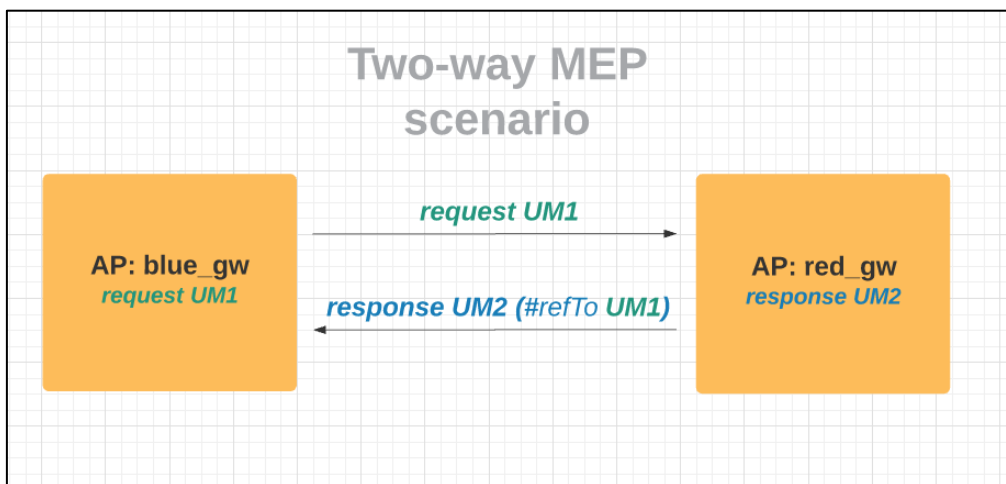 Two-way MEP
scenario
request UM1
AP: blue_gw
request UM1
AP: red_gw
response UM2
response UM2 (#refTo UM1)